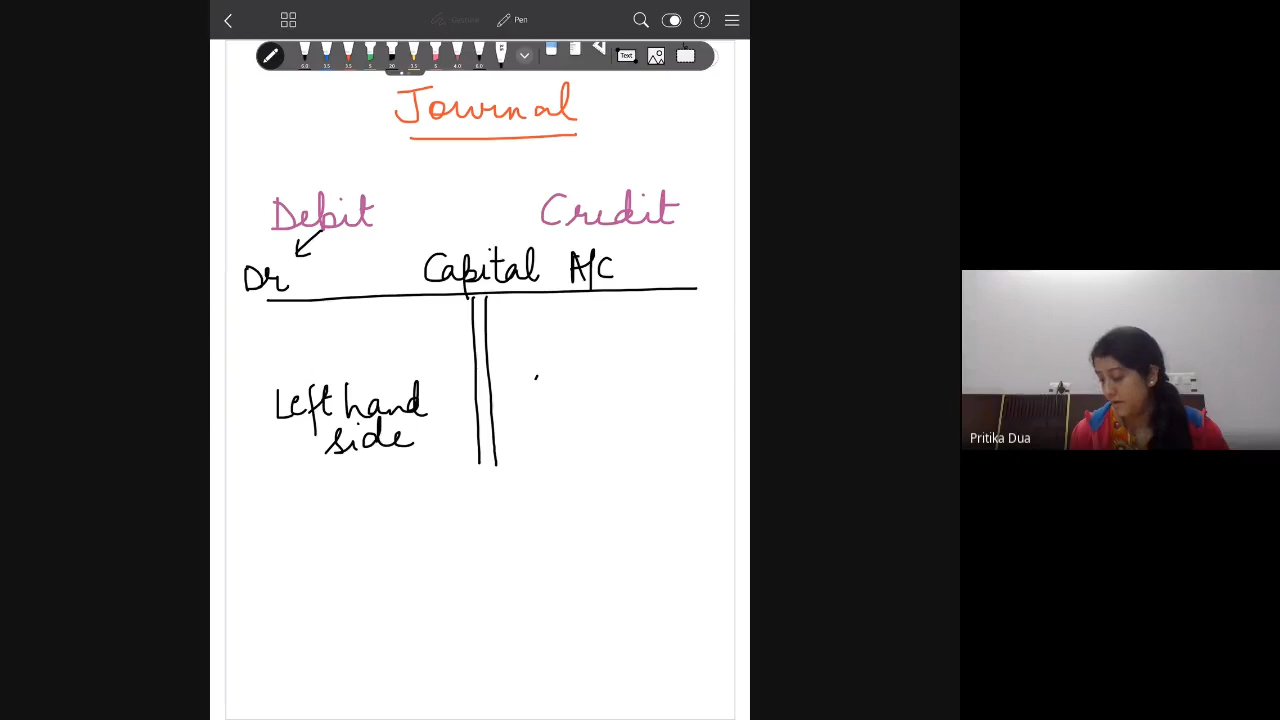 Pen
Text
Journal
Debit Credit
Dr Capital A/C
Left hand
side
Pritika Dua